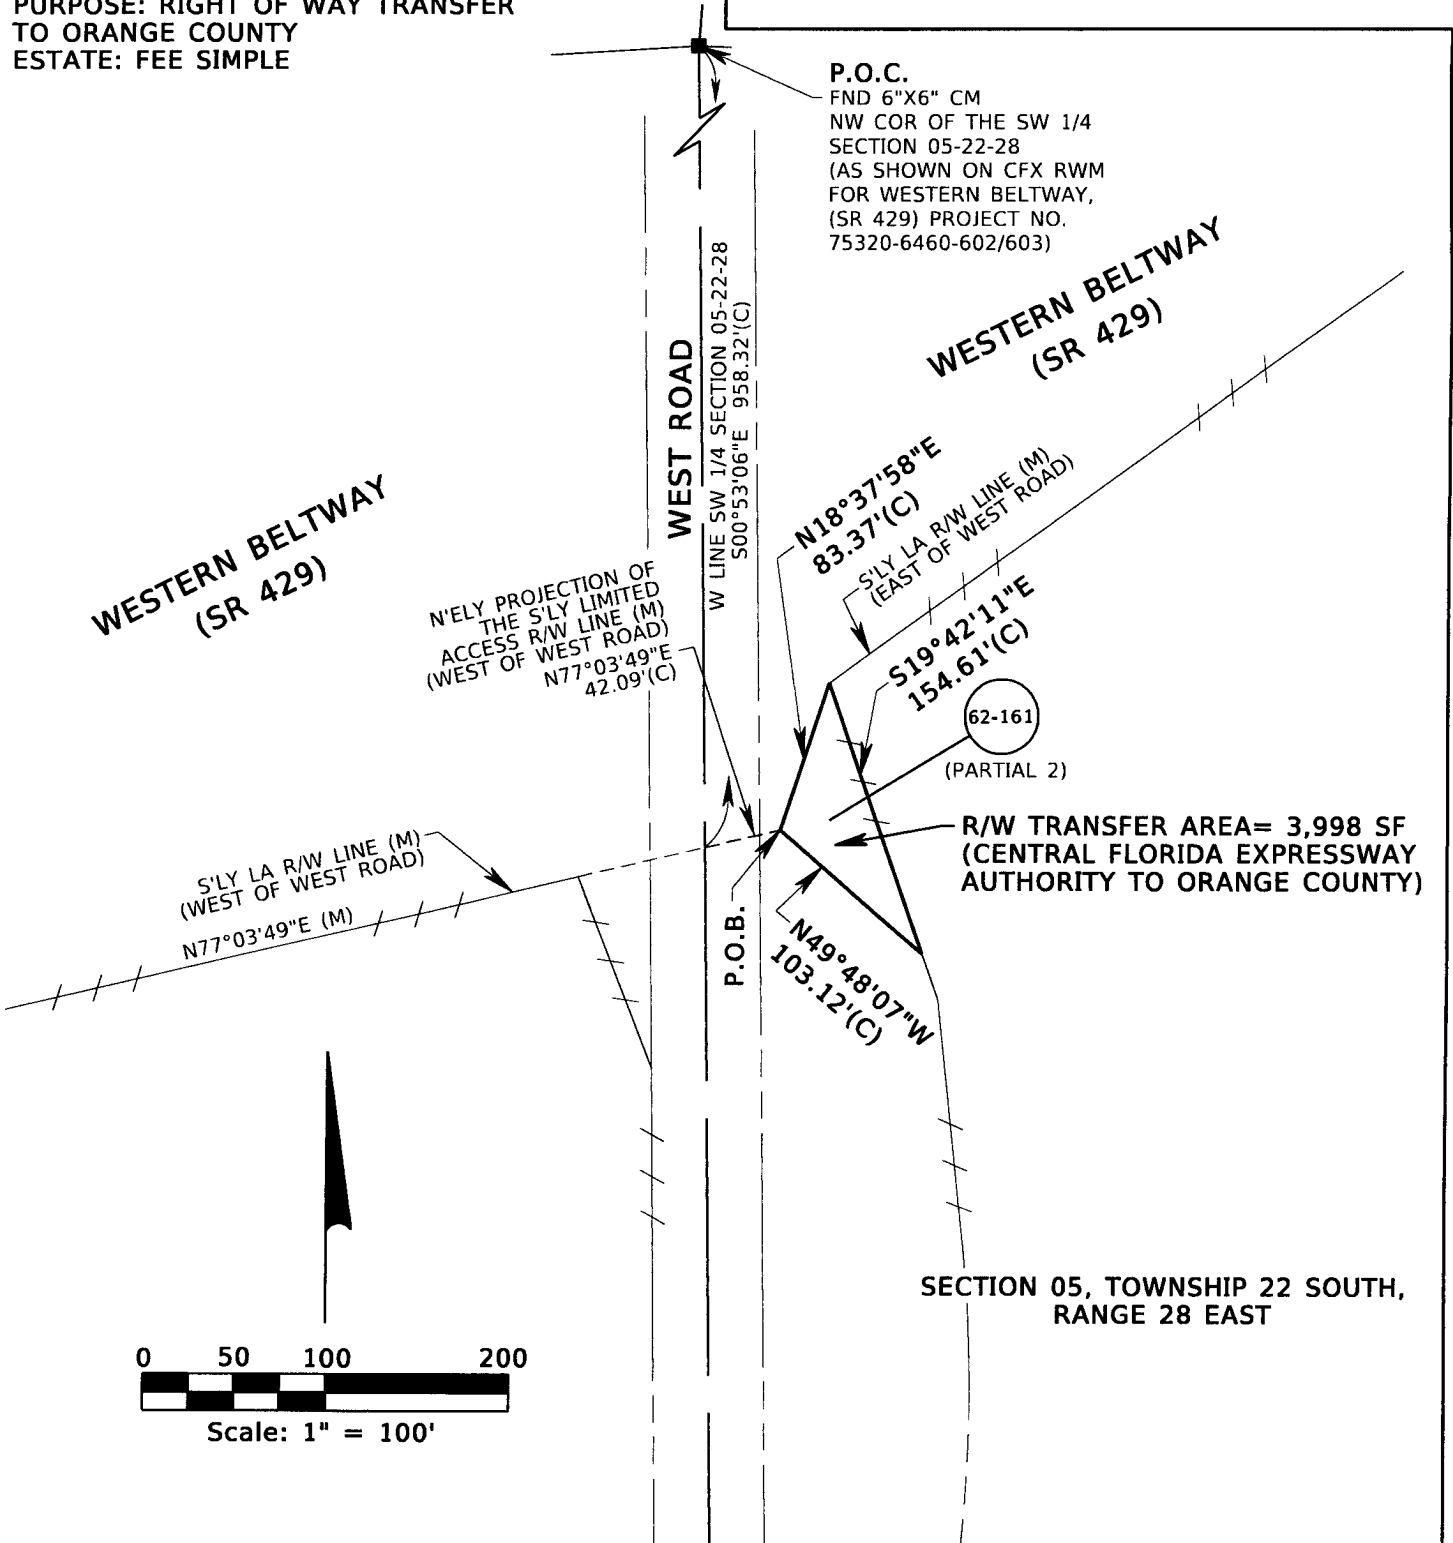 PURPOSE: RIGHT OF WAY TRANSFER
TO ORANGE COUNTY
ESTATE: FEE SIMPLE
P.O.C.
FND 6"X6" CM
NW COR OF THE SW 1/4
SECTION 05-22-28
(AS SHOWN ON CFX RWM
FOR WESTERN BELTWAY,
(SR 429) PROJECT NO.
75320-6460-602/603)
WESTERN BELTWAY
(SR 429)
WEST ROAD
W LINE SW 1/4 SECTION 05-22-28
S00°53'06"E 958.32'(C)
N18°37'58"E
83.37'(C)
S'LY LA R/W LINE (M)
(EAST OF WEST ROAD)
WESTERN BELTWAY
(SR 429)
N'ELY PROJECTION OF
THE S'LY LIMITED
ACCESS R/W LINE (M)
(WEST OF WEST ROAD)
N77°03'49"E
42.09'(C)
S19°42'11"E
154.61'(C)
62-161
(PARTIAL 2)
R/W TRANSFER AREA= 3,998 SF
(CENTRAL FLORIDA EXPRESSWAY
AUTHORITY TO ORANGE COUNTY)
S'LY LA R/W LINE (M)
(WEST OF WEST ROAD)
N77°03'49"E (M)
P.O.B.
N49°48'07"W
103.12'(C)
SECTION 05, TOWNSHIP 22 SOUTH,
RANGE 28 EAST
0 50 100 200
Scale: 1" = 100'